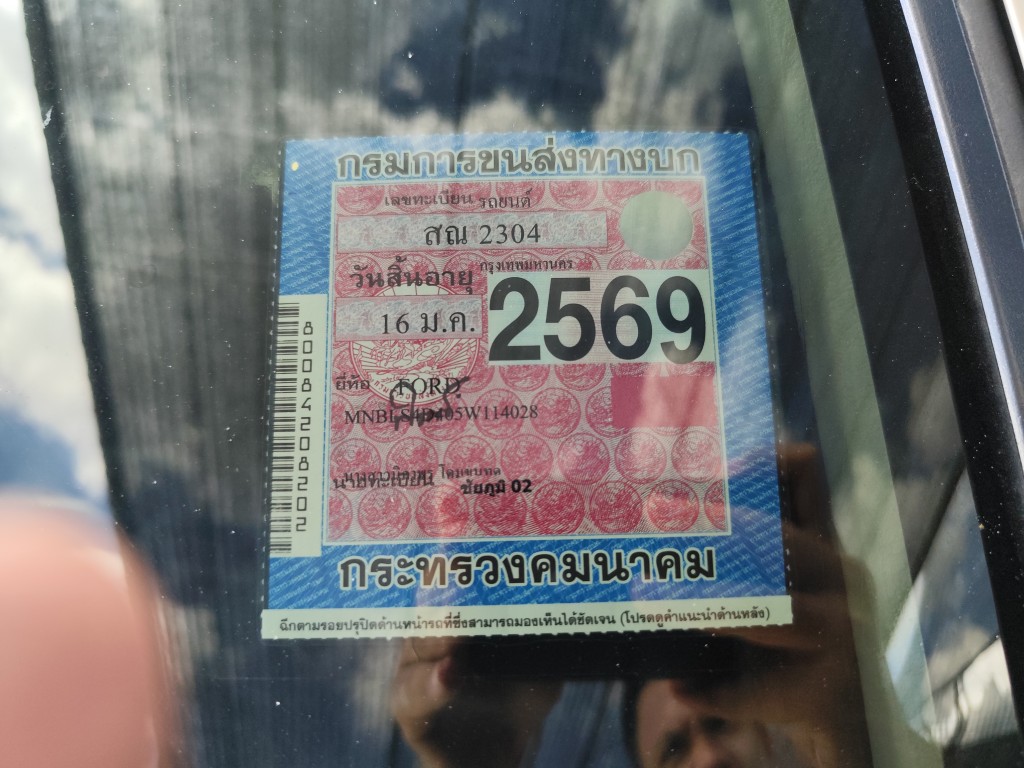 กรมการขนส่งทางบก
เลขทะเบียน รถยนต์
สณ 2304
วันสิ้นอายุ กรุงเทพมหานคร
16 ม.ค. 2569
ยี่ห้อ FORD
นายทะเบียน ชัยภูมิ 02
80084208202
กระทรวงคมนาคม
ฉีกตามรอยปรุปิดด้านหน้ารถที่ซึ่งสามารถมองเห็นได้ชัดเจน (โปรดดูคำแนะนำด้านหลัง)